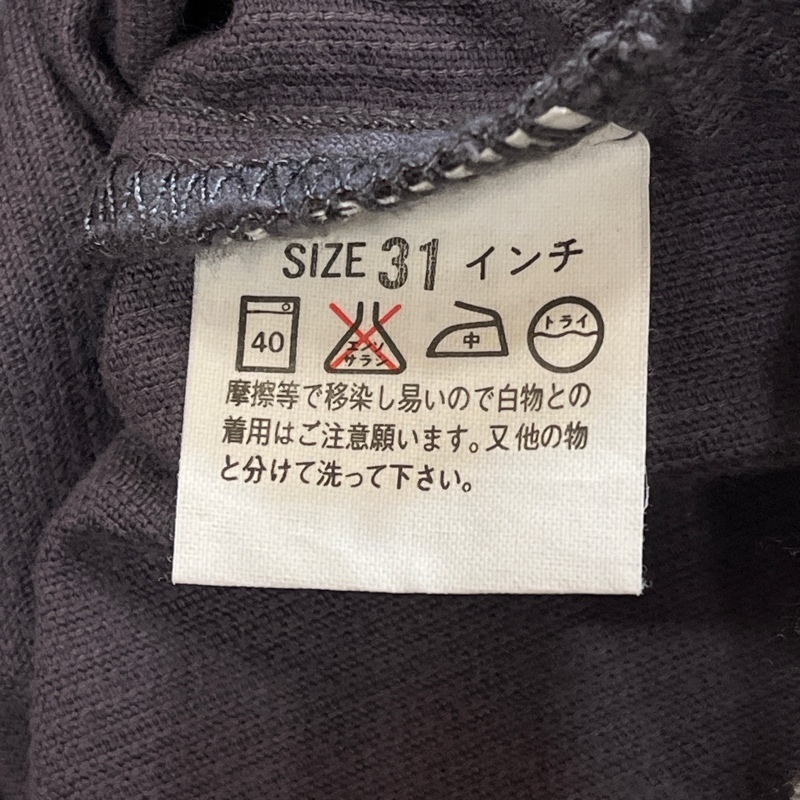 SIZE 31 インチ
40 エンソ サラシ 中 ドライ
摩擦等で移染し易いので白物との
着用はご注意願います。又他の物
と分けて洗って下さい。